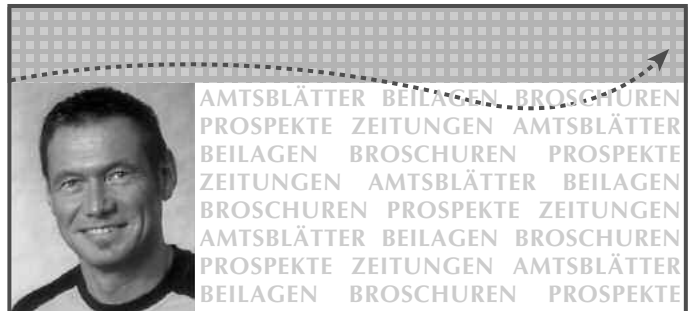 AMTSBLÄTTER BEILAGEN BROSCHUREN
PROSPEKTE ZEITUNGEN AMTSBLÄTTER
BEILAGEN BROSCHUREN PROSPEKTE
ZEITUNGEN AMTSBLÄTTER BEILAGEN
BROSCHUREN PROSPEKTE ZEITUNGEN
AMTSBLÄTTER BEILAGEN BROSCHUREN
PROSPEKTE ZEITUNGEN AMTSBLÄTTER
BEILAGEN BROSCHUREN PROSPEKTE